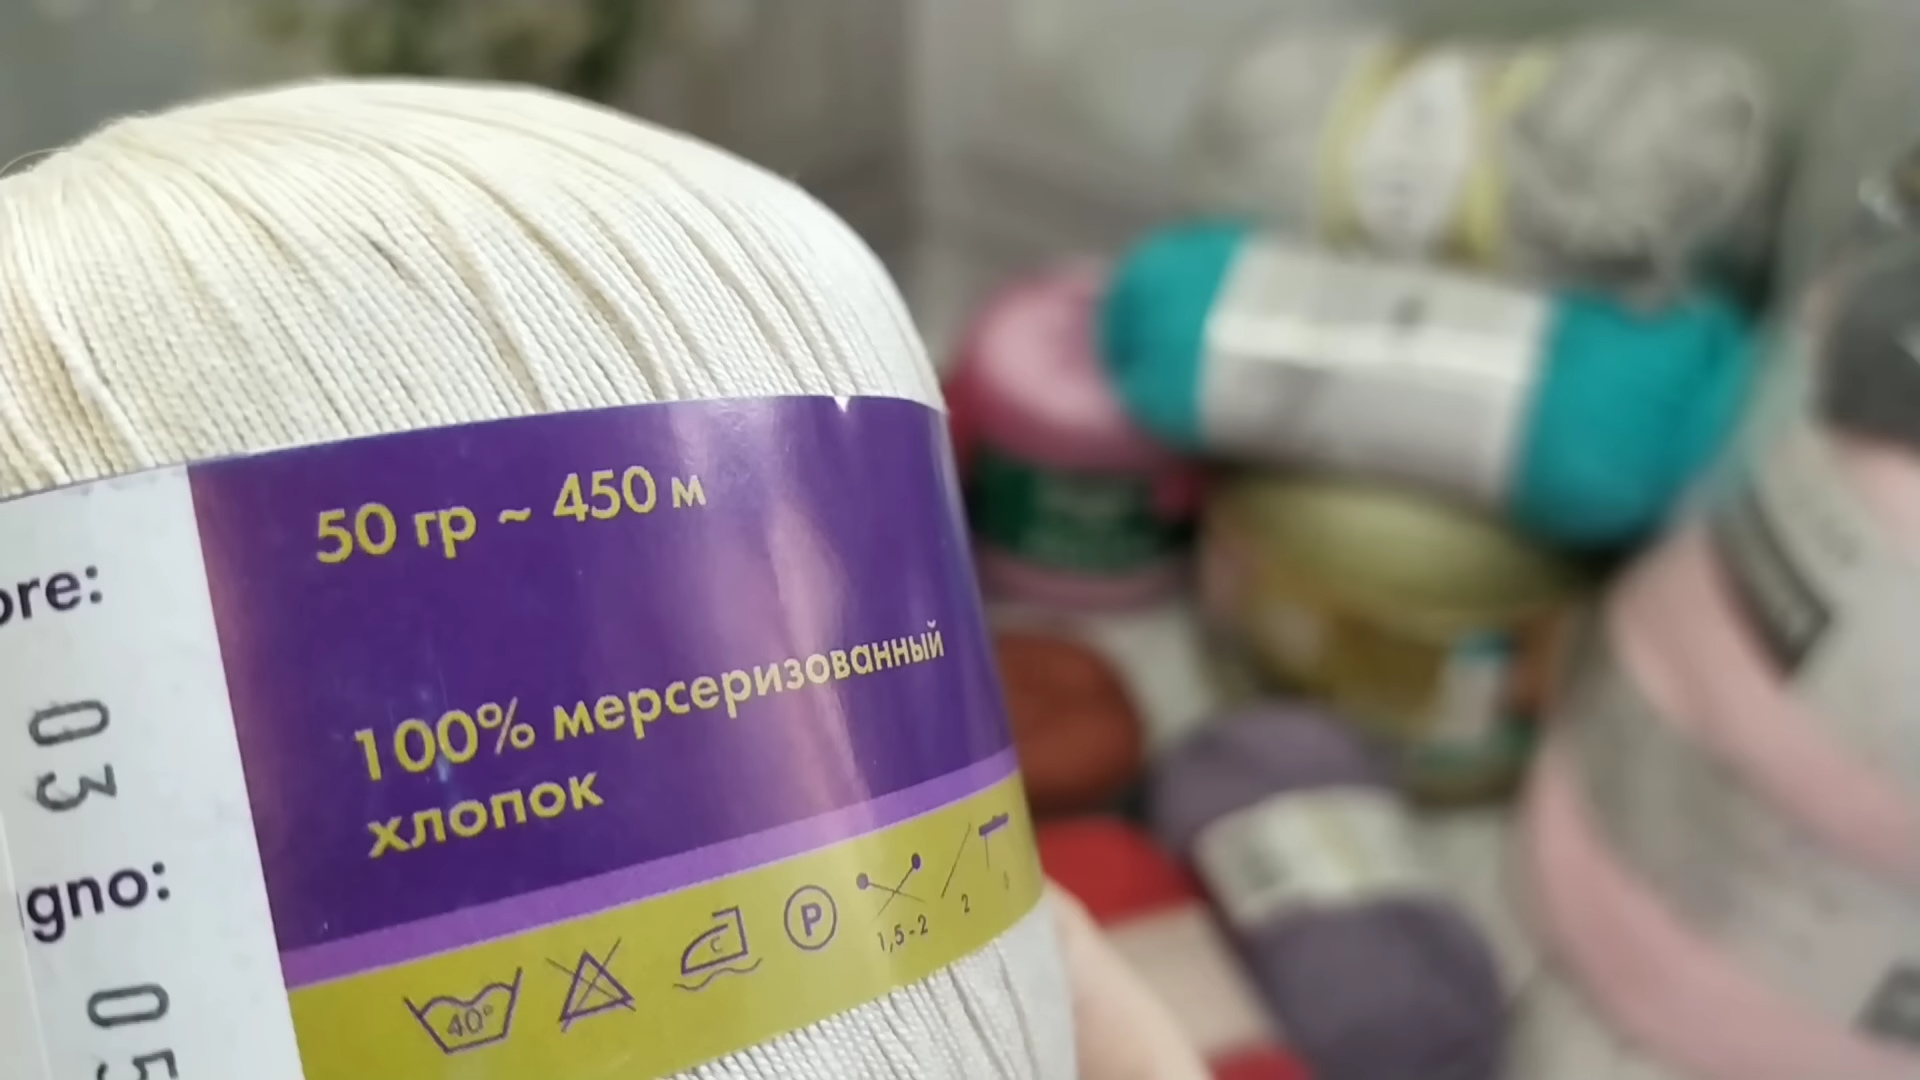 50 гр ~ 450 м
100% мерсеризованный
хлопок
ore:
03
gno:
05
40°
c
P
1,5-2
2